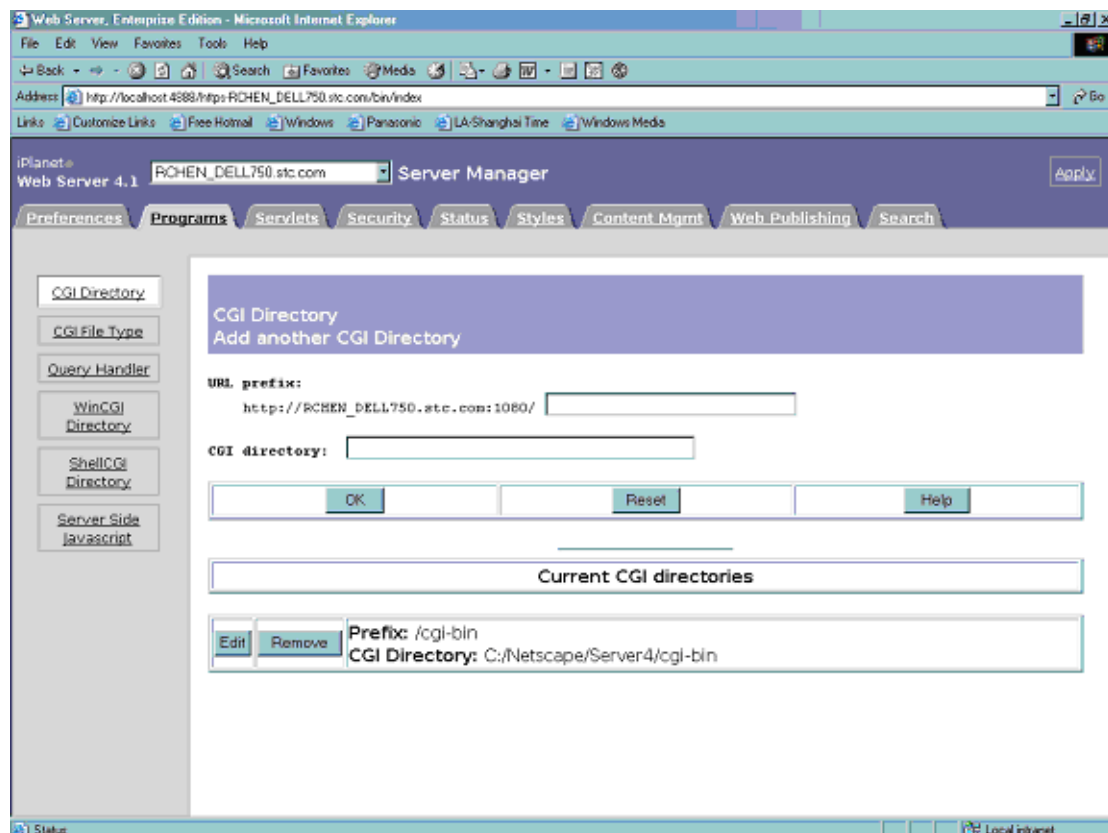 Web Server, Enterprise Edition - Microsoft Internet Explorer
File Edit View Favorites Tools Help
Back Search Favorites Media
Address http://localhost:4888/https-RCHEN_DELL750.stc.com/bin/index Go
Links Customize Links Free Hotmail Windows Panasonic LA-Shanghai Time Windows Media
iPlanet
Web Server 4.1 RCHEN_DELL750.stc.com Server Manager Apply
Preferences Programs Servlets Security Status Styles Content Mgmt Web Publishing Search
CGI Directory
CGI File Type
Query Handler
WinCGI
Directory
ShellCGI
Directory
Server Side
Javascript
CGI Directory
Add another CGI Directory
URL prefix:
http://RCHEN_DELL750.stc.com:1080/
CGI directory:
OK Reset Help
Current CGI directories
Edit Remove Prefix: /cgi-bin
CGI Directory: C:/Netscape/Server4/cgi-bin
Status Local intranet